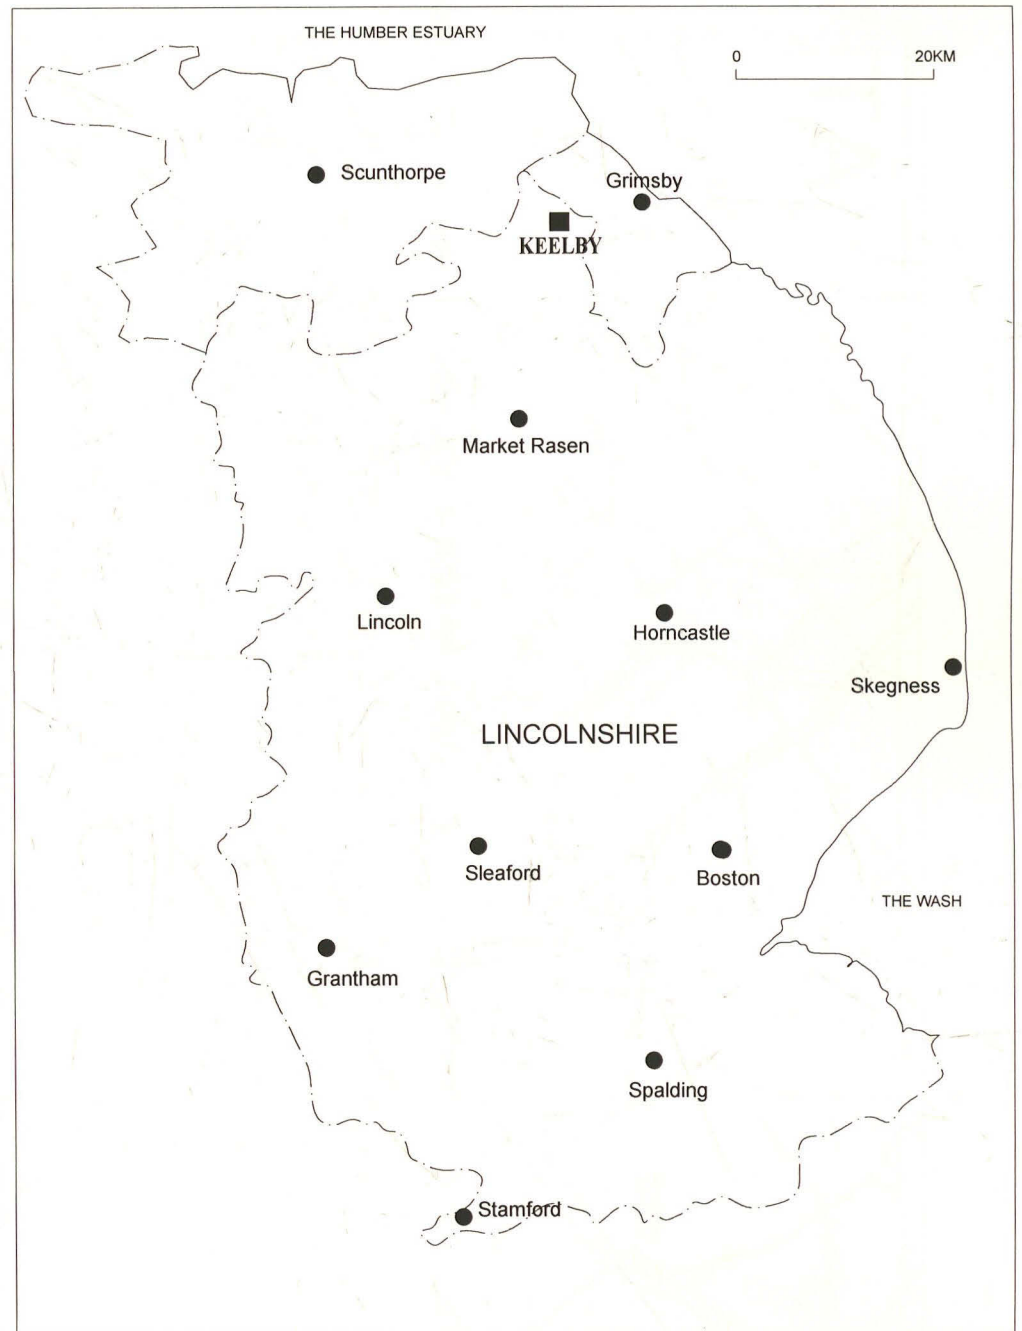 THE HUMBER ESTUARY
0 20KM
Scunthorpe
Grimsby
KEELBY
Market Rasen
Lincoln
Horncastle
Skegness
LINCOLNSHIRE
Sleaford
Boston
THE WASH
Grantham
Spalding
Stamford